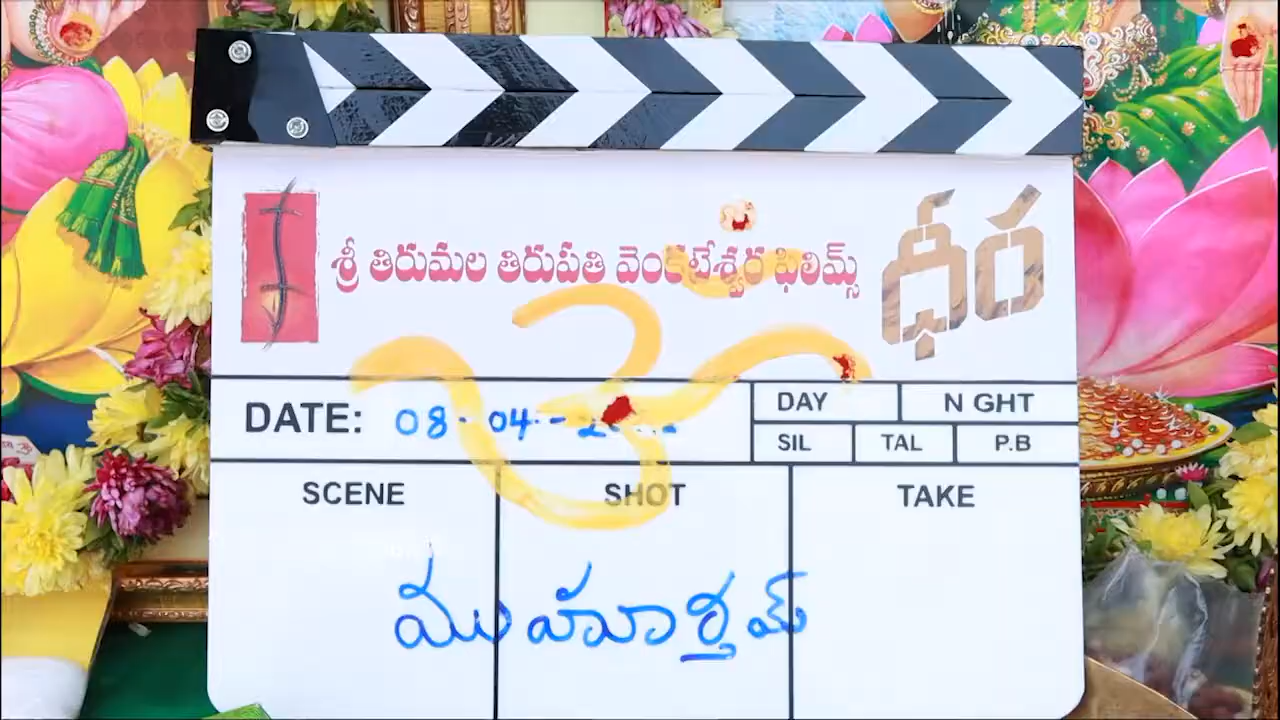 శ్రీ తిరుమల తిరుపతి వెంకటేశ్వర ఫిలిమ్స్
ధీర
DATE: 08-04-
DAY
N GHT
SIL
TAL
P.B
SCENE
SHOT
TAKE
ముహూర్తమ్